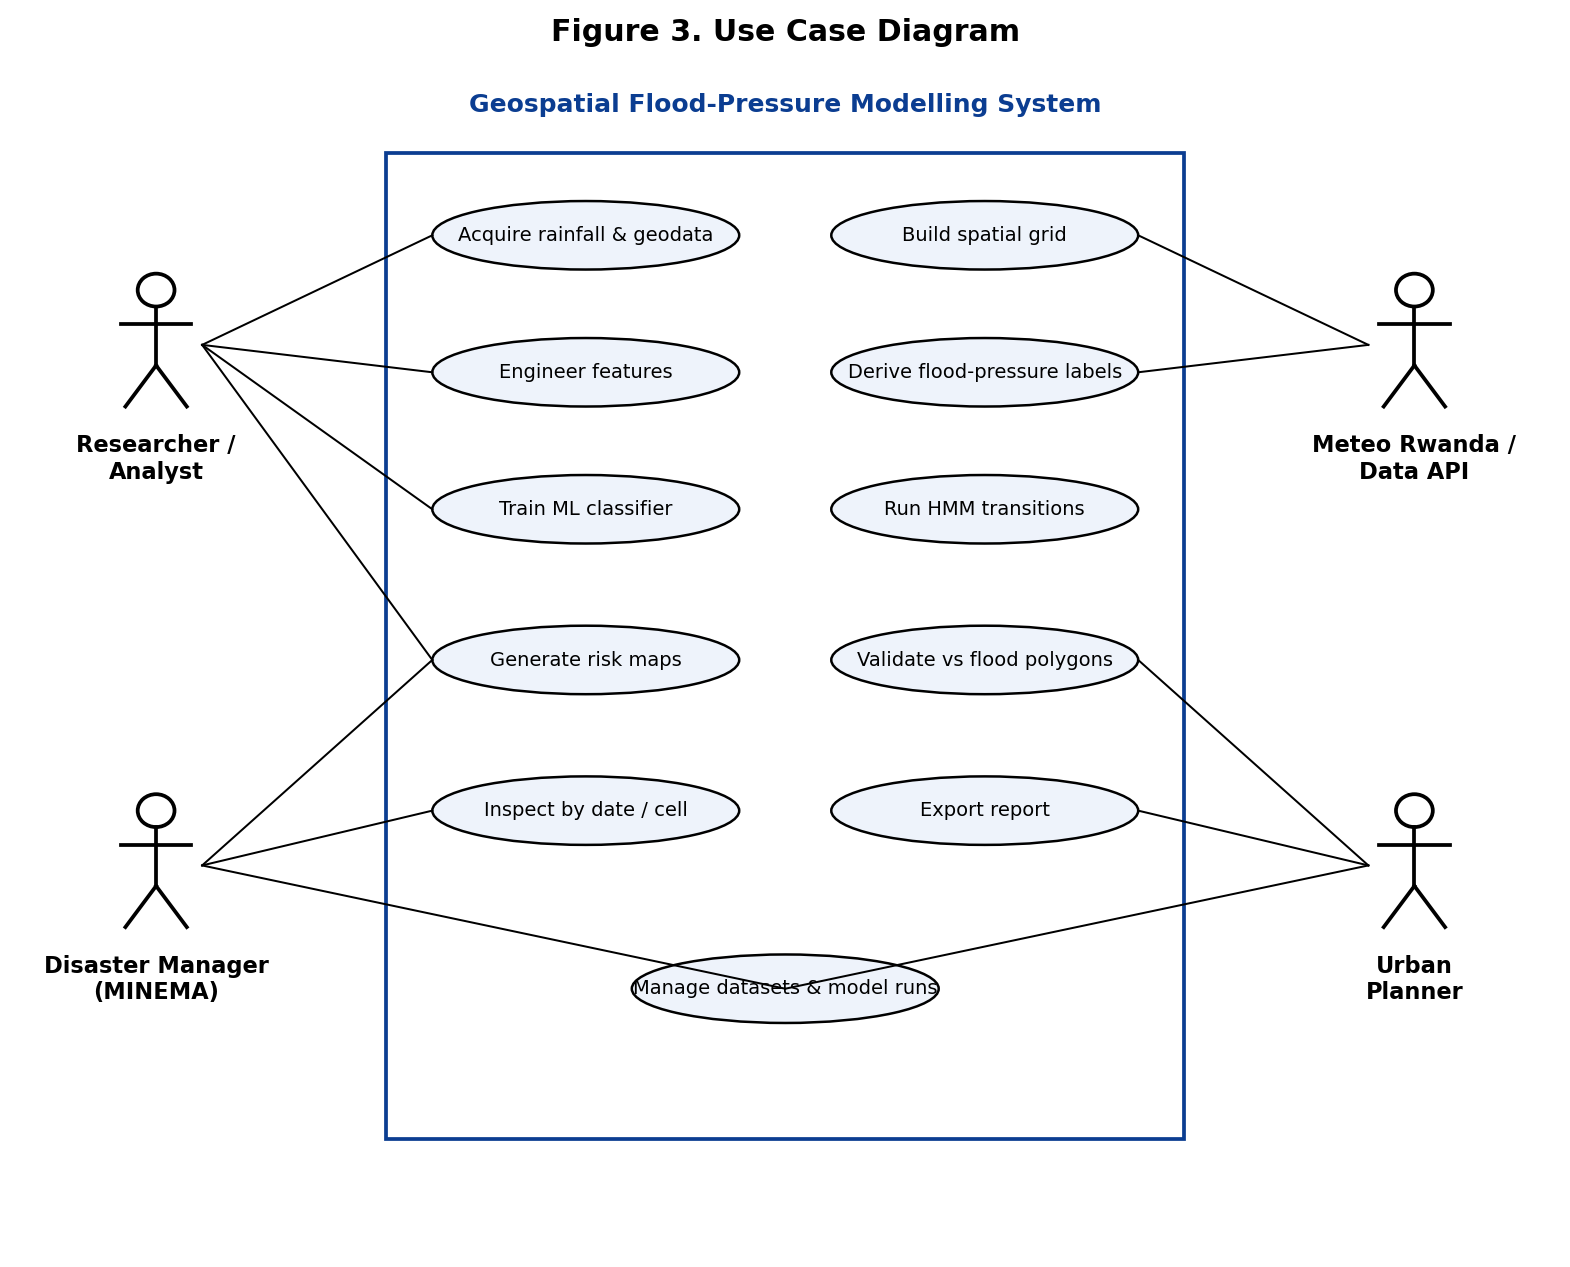 Figure 3. Use Case Diagram
Geospatial Flood-Pressure Modelling System
Acquire rainfall & geodata
Build spatial grid
Engineer features
Derive flood-pressure labels
Researcher /
Analyst
Meteo Rwanda /
Data API
Train ML classifier
Run HMM transitions
Generate risk maps
Validate vs flood polygons
Inspect by date / cell
Export report
Disaster Manager
(MINEMA)
Urban
Planner
Manage datasets & model runs